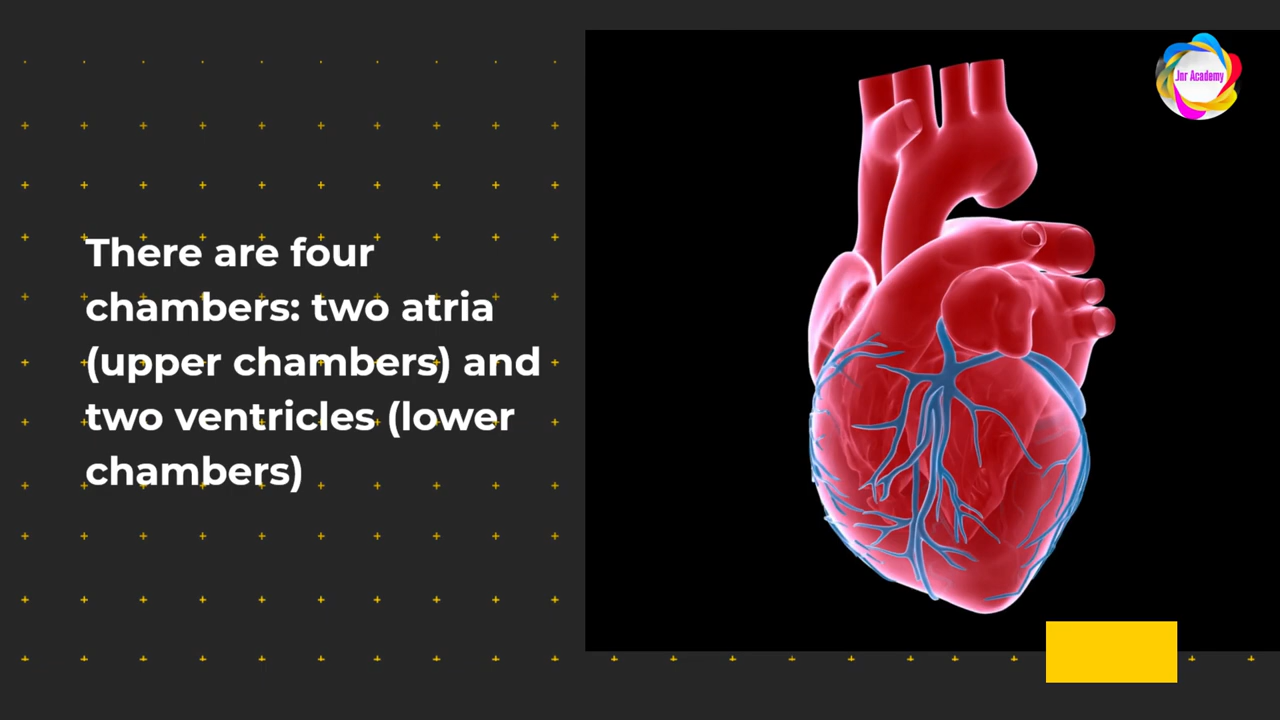 There are four
chambers: two atria
(upper chambers) and
two ventricles (lower
chambers)
Jnr Academy